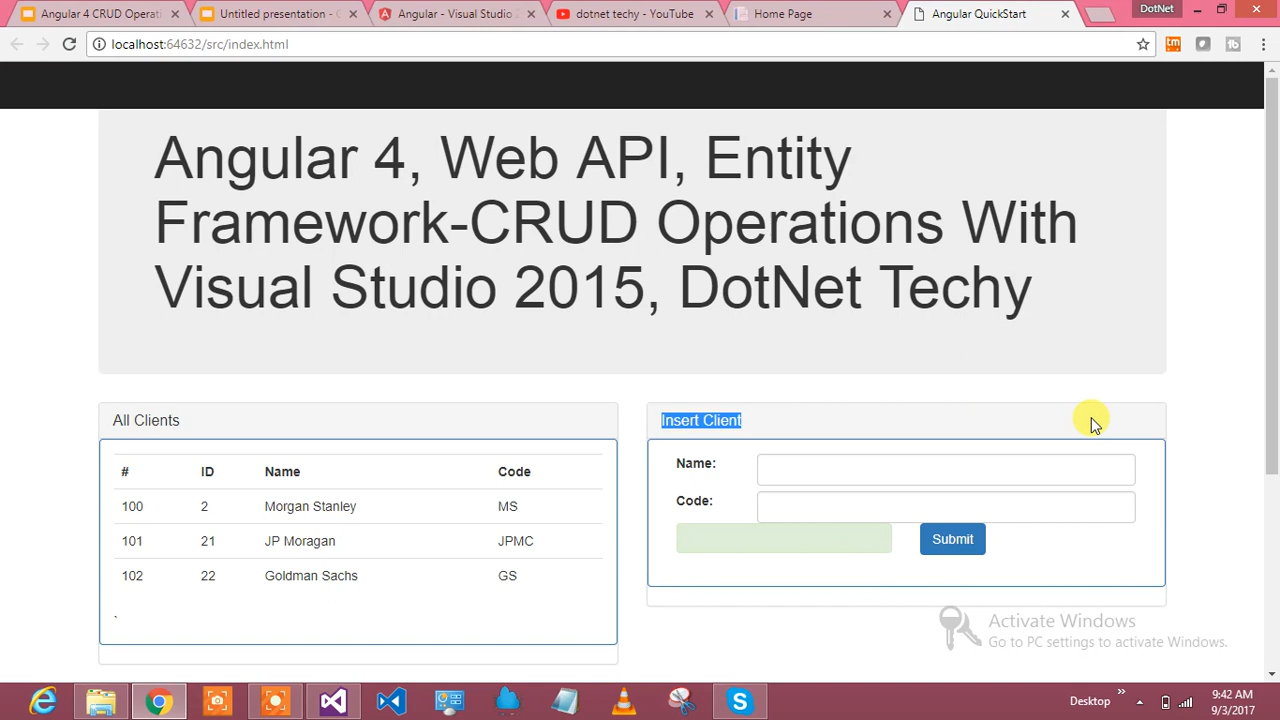 Angular 4 CRUD Operati
Untitled presentation - G
Angular - Visual Studio 2
dotnet techy - YouTube
Home Page
Angular QuickStart
DotNet
localhost:64632/src/index.html
Angular 4, Web API, Entity
Framework-CRUD Operations With
Visual Studio 2015, DotNet Techy
All Clients
# ID Name Code
100 2 Morgan Stanley MS
101 21 JP Moragan JPMC
102 22 Goldman Sachs GS
`
Insert Client
Name:
Code:
Submit
Activate Windows
Go to PC settings to activate Windows.
Desktop
9:42 AM
9/3/2017